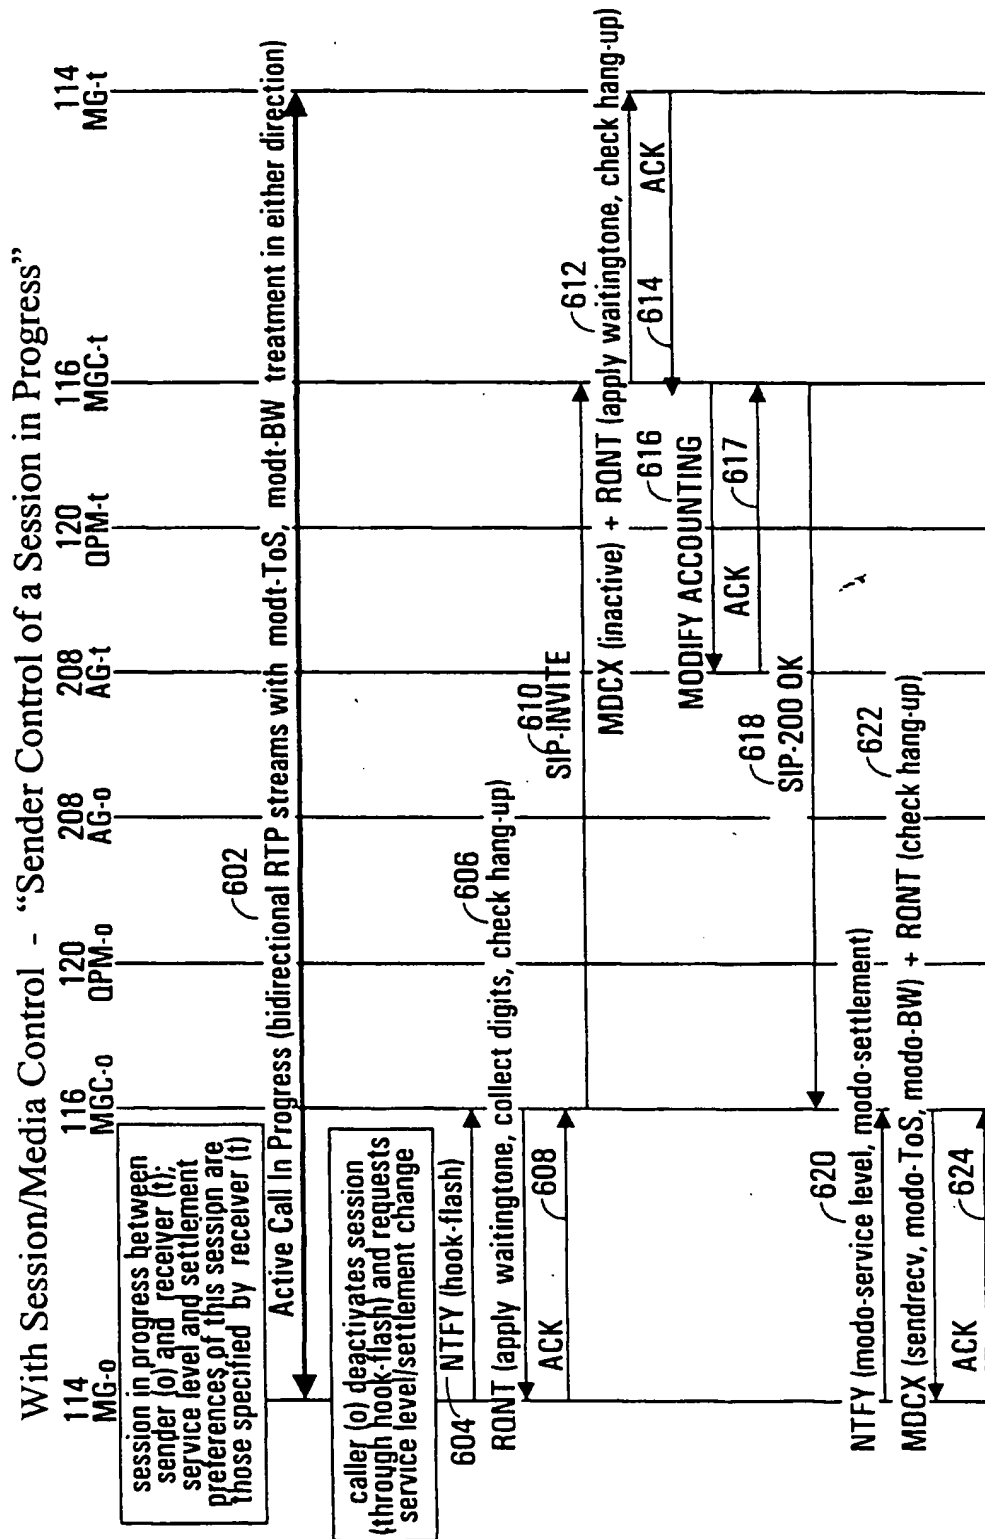 With Session/Media Control - “Sender Control of a Session in Progress”
114
MG-o
116
MGC-o
120
QPM-o
208
AG-o
208
AG-t
120
QPM-t
116
MGC-t
114
MG-t
session in progress between
sender (o) and receiver (t);
service level and settlement
preferences of this session are
those specified by receiver (t)
602
Active Call In Progress (bidirectional RTP streams with modt-ToS, modt-BW treatment in either direction)
caller (o) deactivates session
(through hook-flash) and requests
service level/settlement change
604
NTFY (hook-flash)
606
RQNT (apply waitingtone, collect digits, check hang-up)
ACK
608
610
SIP-INVITE
612
MDCX (inactive) + RQNT (apply waitingtone, check hang-up)
614
ACK
616
MODIFY ACCOUNTING
ACK
617
618
SIP-200 OK
620
NTFY (modo-service level, modo-settlement)
622
MDCX (sendrecv, modo-ToS, modo-BW) + RQNT (check hang-up)
ACK
624